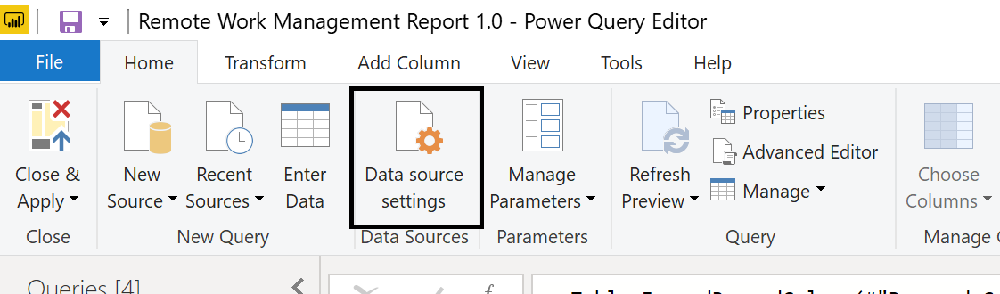 Remote Work Management Report 1.0 - Power Query Editor
File Home Transform Add Column View Tools Help
Close & Apply
New Source
Recent Sources
Enter Data
Data source settings
Manage Parameters
Refresh Preview
Properties
Advanced Editor
Manage
Choose Columns
Close
New Query
Data Sources
Parameters
Query
Manage
Queries [4]